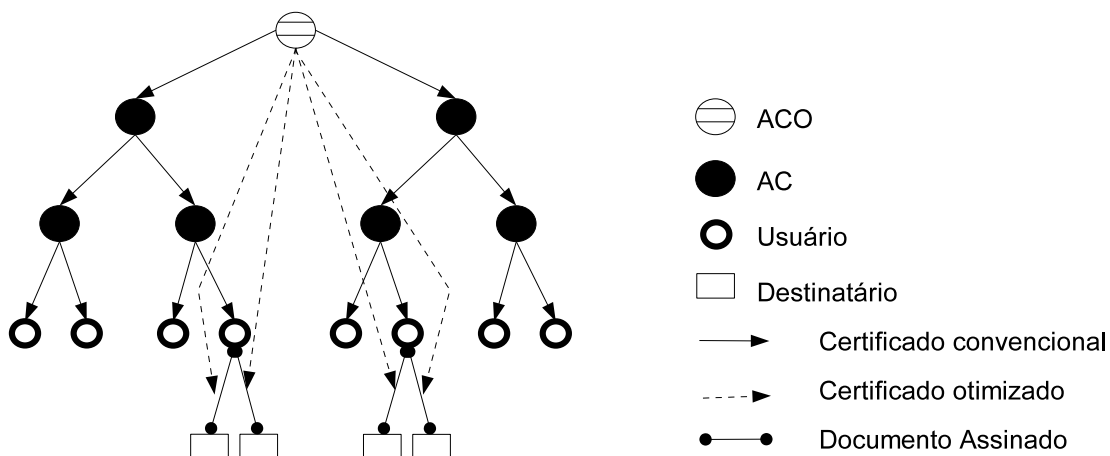 ACO
AC
Usuário
Destinatário
Certificado convencional
Certificado otimizado
Documento Assinado